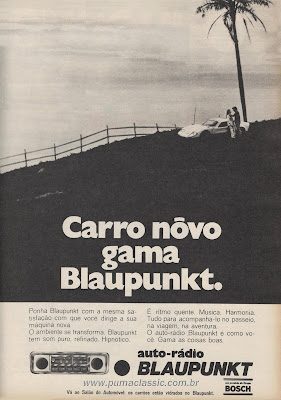 Carro nôvo
gama
Blaupunkt.
Ponha Blaupunkt com a mesma sa-
tisfação com que você dirige a sua
máquina nova.
O ambiente se transforma. Blaupunkt
tem som puro, refinado. Hipnótico.
É ritmo quente. Musica. Harmonia.
Tudo para acompanhá-lo no passeio,
na viagem, na aventura.
O auto-rádio Blaupunkt é como vo-
cê. Gama as coisas boas.
auto-rádio
BLAUPUNKT
BOSCH
www.pumaclassic.com.br
Vá ao Salão do Automóvel: os carrões estão vidrados no Blaupunkt.